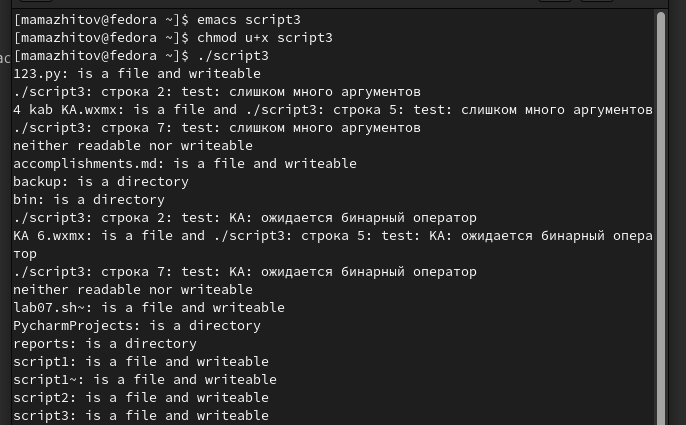 [mamazhitov@fedora ~]$ emacs script3
[mamazhitov@fedora ~]$ chmod u+x script3
[mamazhitov@fedora ~]$ ./script3
123.py: is a file and writeable
./script3: строка 2: test: слишком много аргументов
4 kab KA.wxmx: is a file and ./script3: строка 5: test: слишком много аргументов
./script3: строка 7: test: слишком много аргументов
neither readable nor writeable
accomplishments.md: is a file and writeable
backup: is a directory
bin: is a directory
./script3: строка 2: test: KA: ожидается бинарный оператор
KA 6.wxmx: is a file and ./script3: строка 5: test: KA: ожидается бинарный опера
тор
./script3: строка 7: test: KA: ожидается бинарный оператор
neither readable nor writeable
lab07.sh~: is a file and writeable
PycharmProjects: is a directory
reports: is a directory
script1: is a file and writeable
script1~: is a file and writeable
script2: is a file and writeable
script3: is a file and writeable